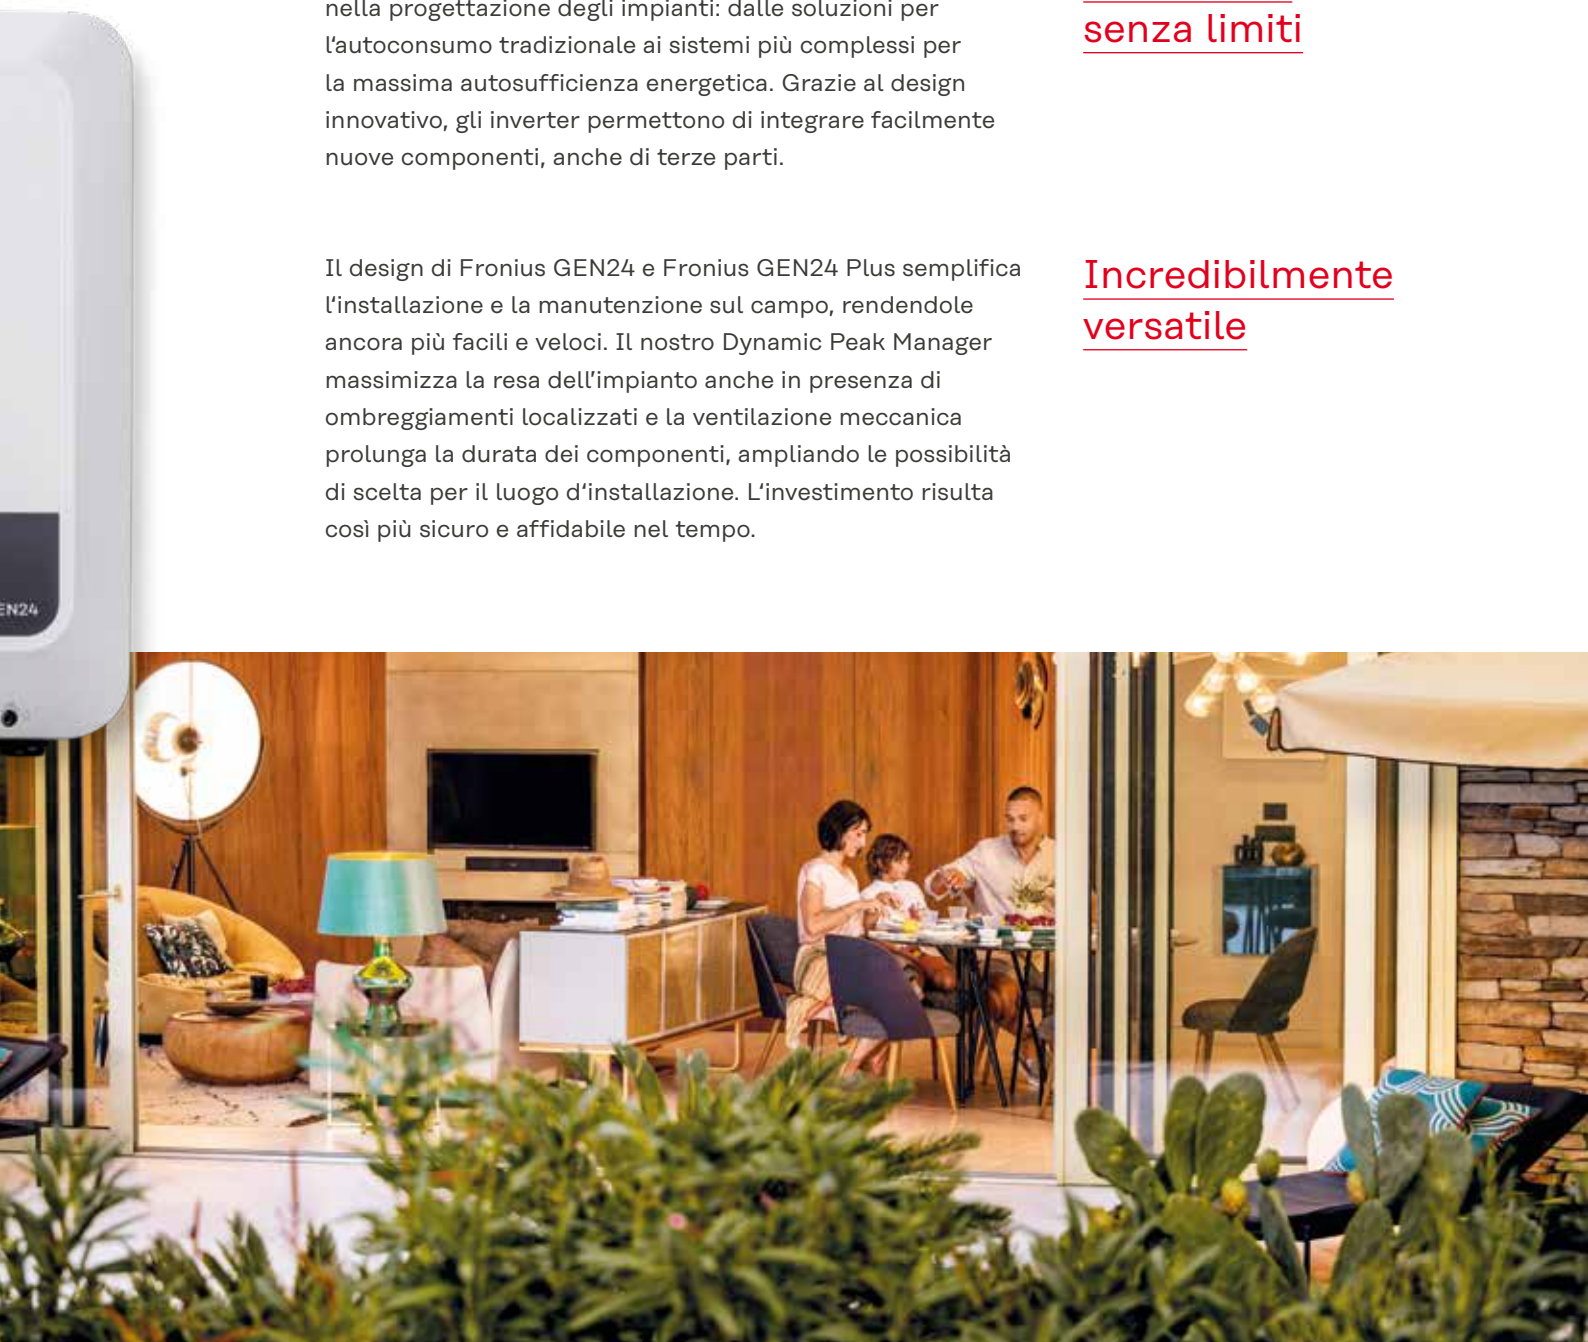 nella progettazione degli impianti: dalle soluzioni per
l‘autoconsumo tradizionale ai sistemi più complessi per
la massima autosufficienza energetica. Grazie al design
innovativo, gli inverter permettono di integrare facilmente
nuove componenti, anche di terze parti.
senza limiti
Il design di Fronius GEN24 e Fronius GEN24 Plus semplifica
l‘installazione e la manutenzione sul campo, rendendole
ancora più facili e veloci. Il nostro Dynamic Peak Manager
massimizza la resa dell’impianto anche in presenza di
ombreggiamenti localizzati e la ventilazione meccanica
prolunga la durata dei componenti, ampliando le possibilità
di scelta per il luogo d‘installazione. L‘investimento risulta
così più sicuro e affidabile nel tempo.
Incredibilmente
versatile
EN24